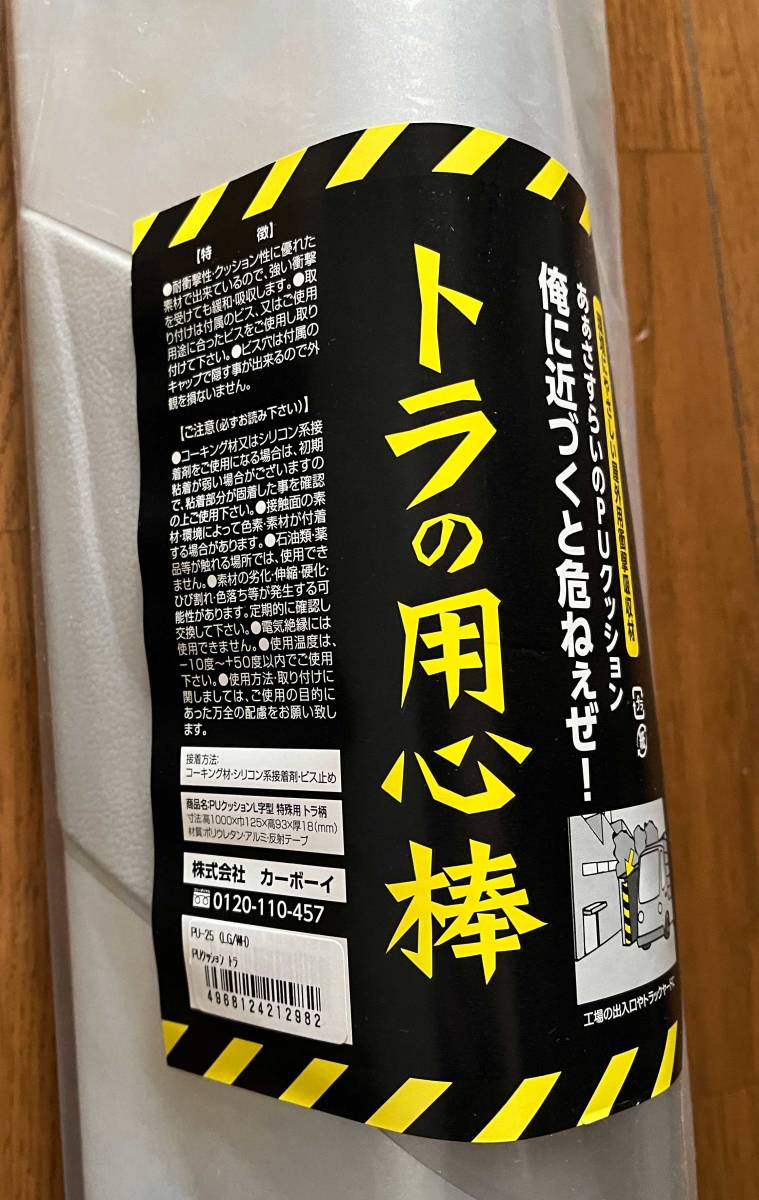 トラの用心棒
ああさすらいのPUクッション
俺に近づくと危ねぇぜ!
工場の出入口やトラックヤードに
【特 徴】
●耐衝撃性・クッション性に優れた
素材で出来ているので、強い衝撃
を受けても緩和・吸収します。●取
り付けは付属のビス、又はご使用
用途に合ったビスをご使用し取り
付けて下さい。●ビス穴は付属の
キャップで隠す事が出来るので外
観を損ないません。
【ご注意(必ずお読み下さい)】
●コーキング材又はシリコン系接
着剤をご使用になる場合は、初期
粘着が弱い場合がございますの
で、粘着部分が固着した事を確認
の上ご使用下さい。●接触面の素
材・環境によって色素・素材が付着
する場合があります。●石油類・薬
品等が触れる場所では、使用でき
ません。●素材の劣化・伸縮・硬化・
ひび割れ・色落ち等が発生する可
能性があります。定期的に確認し
交換して下さい。●電気絶縁には
使用できません。●使用温度は、
-10度～+50度以内でご使用
下さい。●使用方法・取り付けに
関しましては、ご使用の目的に
あった万全の配慮をお願い致し
ます。
接着方法:
コーキング材・シリコン系接着剤・ビス止め
商品名:PUクッションL字型 特殊用 トラ柄
寸法:高1000×巾125×高93×厚18(mm)
材質:ポリウレタン・アルミ・反射テープ
株式会社 カーボーイ
0120-110-457
PU-25 (LG/WH)
PUクッション トラ
4968124212982